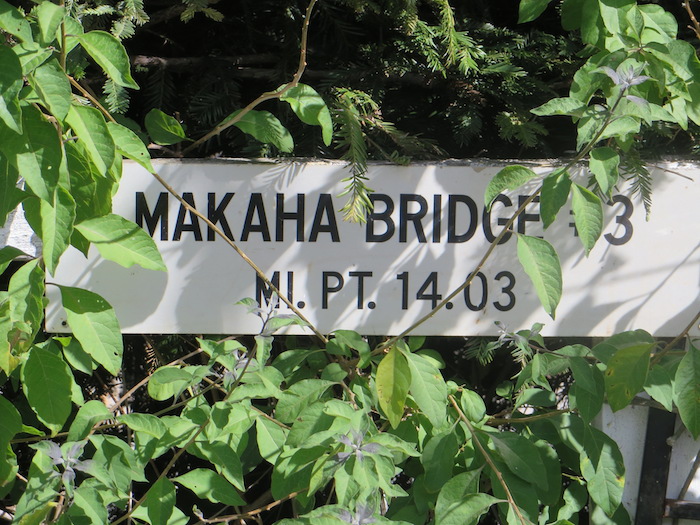 MAKAHA BRIDGE # 3
MI. PT. 14.03